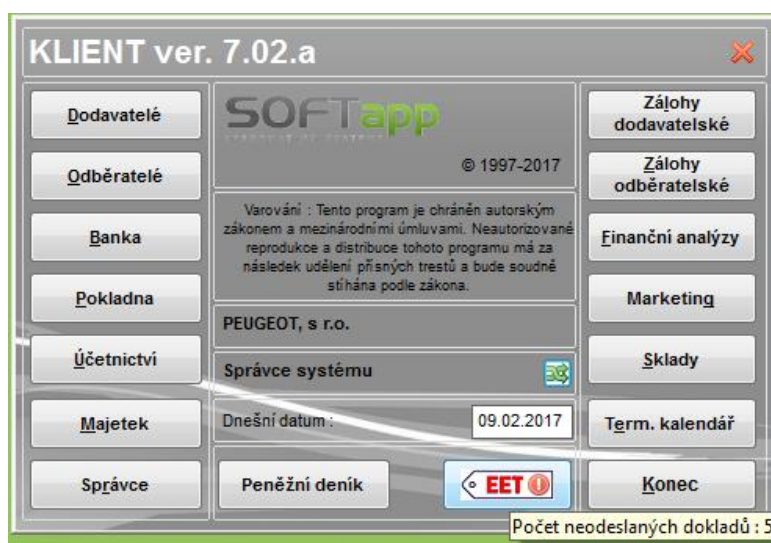 KLIENT ver. 7.02.a
Dodavatelé
Odběratelé
Banka
Pokladna
Účetnictví
Majetek
Správce
SOFTapp
© 1997-2017
Varování : Tento program je chráněn autorským
zákonem a mezinárodními úmluvami. Neautorizované
reprodukce a distribuce tohoto programu má za
následek udělení přísných trestů a bude soudně
stíhána podle zákona.
PEUGEOT, s r.o.
Správce systému
Dnešní datum :
09.02.2017
Peněžní deník
EET
Zálohy
dodavatelské
Zálohy
odběratelské
Finanční analýzy
Marketing
Sklady
Term. kalendář
Konec
Počet neodeslaných dokladů : 5